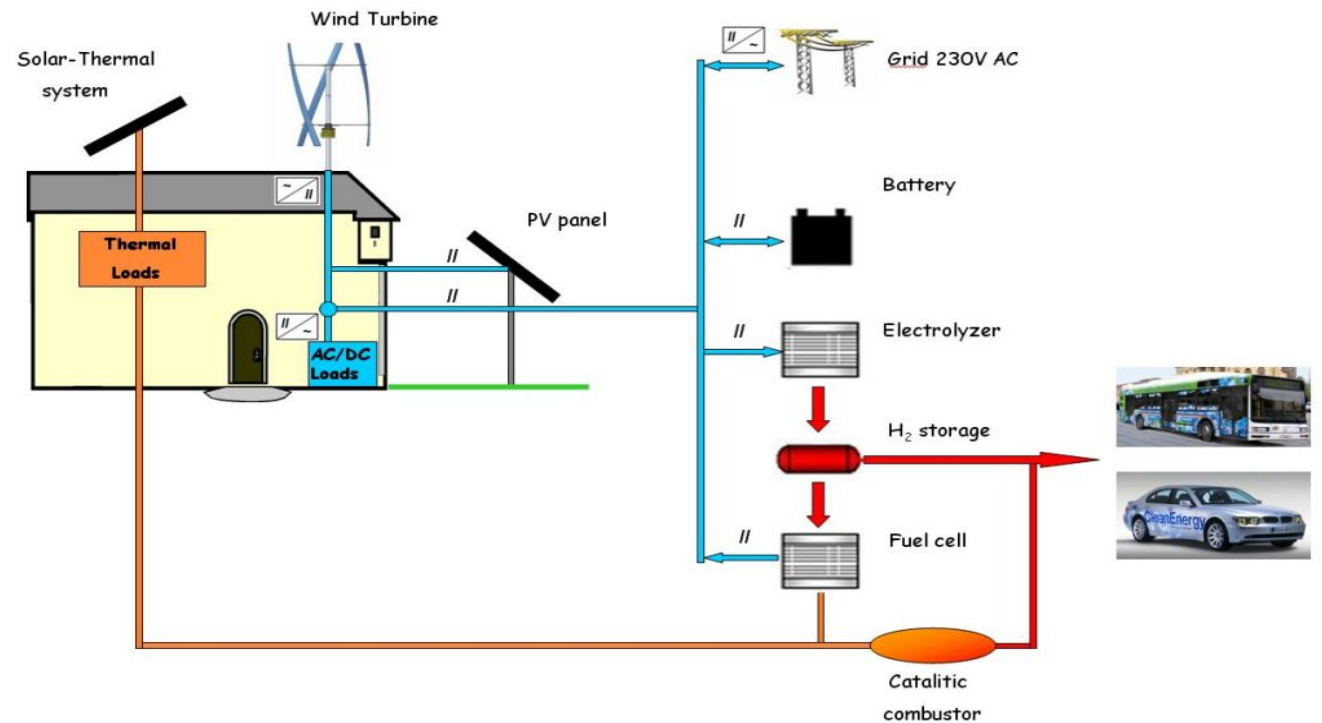 Wind Turbine
Solar-Thermal
system
Grid 230V AC
~
//
//
~
Battery
PV panel
//
Thermal
Loads
//
//
//
~
//
Electrolyzer
AC/DC
Loads
H₂ storage
CleanEnergy
//
Fuel cell
Catalitic
combustor